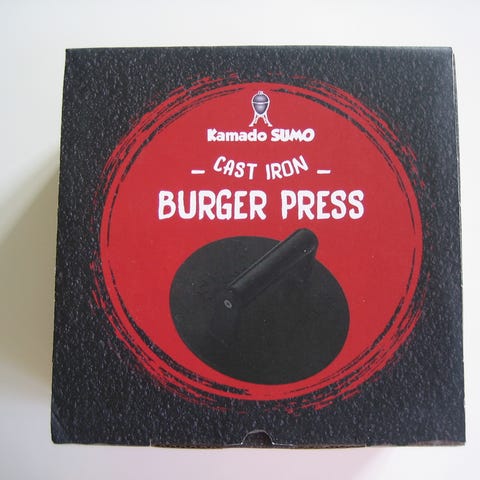 Kamado SUMO
– CAST IRON –
BURGER PRESS